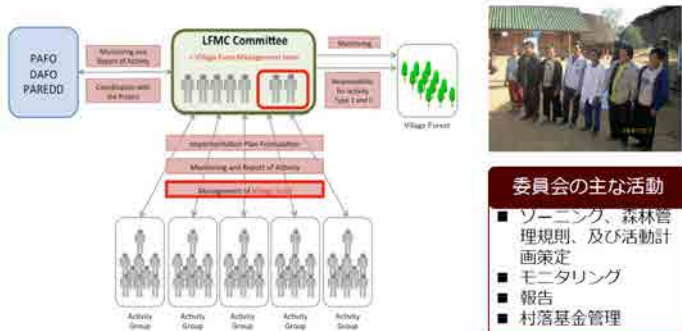 LFMC Committee
= Village Forest Management team
PAFO
DAFO
PAREDD
Monitoring and
Report of Activity
Coordination with
the Project
Monitoring
Responsibility
for activity
Type 1 and
Village Forest
Implementation Plan Formulation
Monitoring and Report of Activity
Management of Village
Activity
Group
Activity
Group
Activity
Group
Activity
Group
Activity
Group
委員会の主な活動
■ ゾーニング、森林管
理規則、及び活動計
画策定
■ モニタリング
■ 報告
■ 村落基金管理